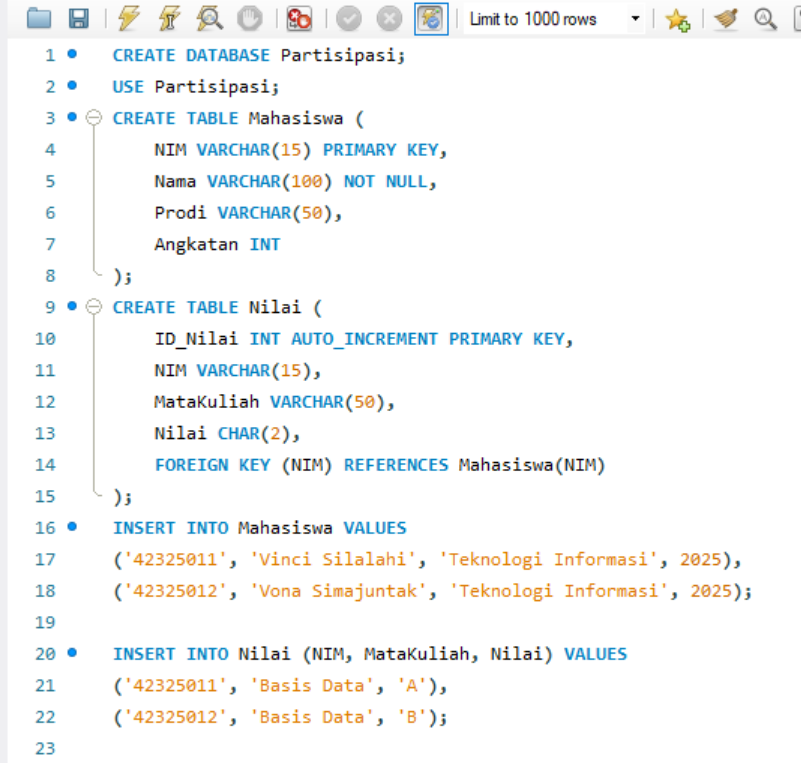 Limit to 1000 rows
1 CREATE DATABASE Partisipasi;
2 USE Partisipasi;
3 CREATE TABLE Mahasiswa (
4 NIM VARCHAR(15) PRIMARY KEY,
5 Nama VARCHAR(100) NOT NULL,
6 Prodi VARCHAR(50),
7 Angkatan INT
8 );
9 CREATE TABLE Nilai (
10 ID_Nilai INT AUTO_INCREMENT PRIMARY KEY,
11 NIM VARCHAR(15),
12 MataKuliah VARCHAR(50),
13 Nilai CHAR(2),
14 FOREIGN KEY (NIM) REFERENCES Mahasiswa(NIM)
15 );
16 INSERT INTO Mahasiswa VALUES
17 ('42325011', 'Vinci Silalahi', 'Teknologi Informasi', 2025),
18 ('42325012', 'Vona Simajuntak', 'Teknologi Informasi', 2025);
19
20 INSERT INTO Nilai (NIM, MataKuliah, Nilai) VALUES
21 ('42325011', 'Basis Data', 'A'),
22 ('42325012', 'Basis Data', 'B');
23